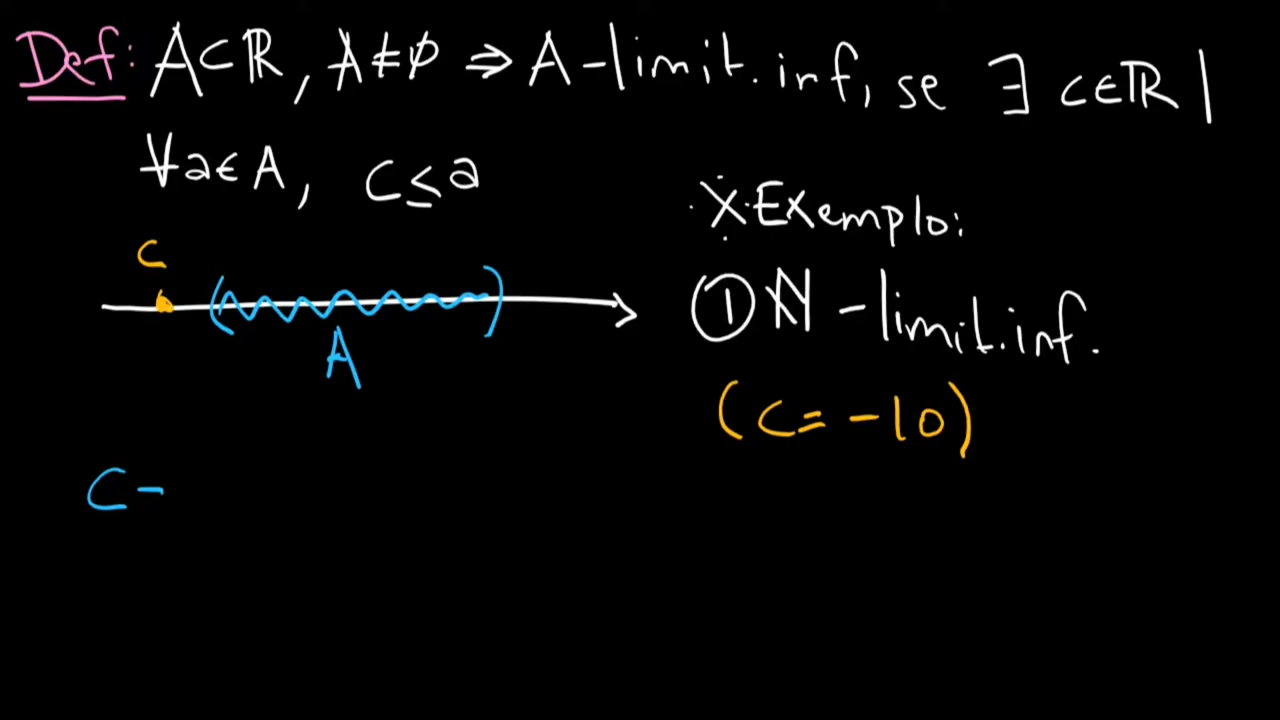 Def: A⊂ℝ, A≠∅ ⇒ A-limit.inf, se ∃ c∈ℝ |
∀a∈A, c≤a
c
A
※Exemplo:
① ℕ - limit.inf.
(c= -10)
C-